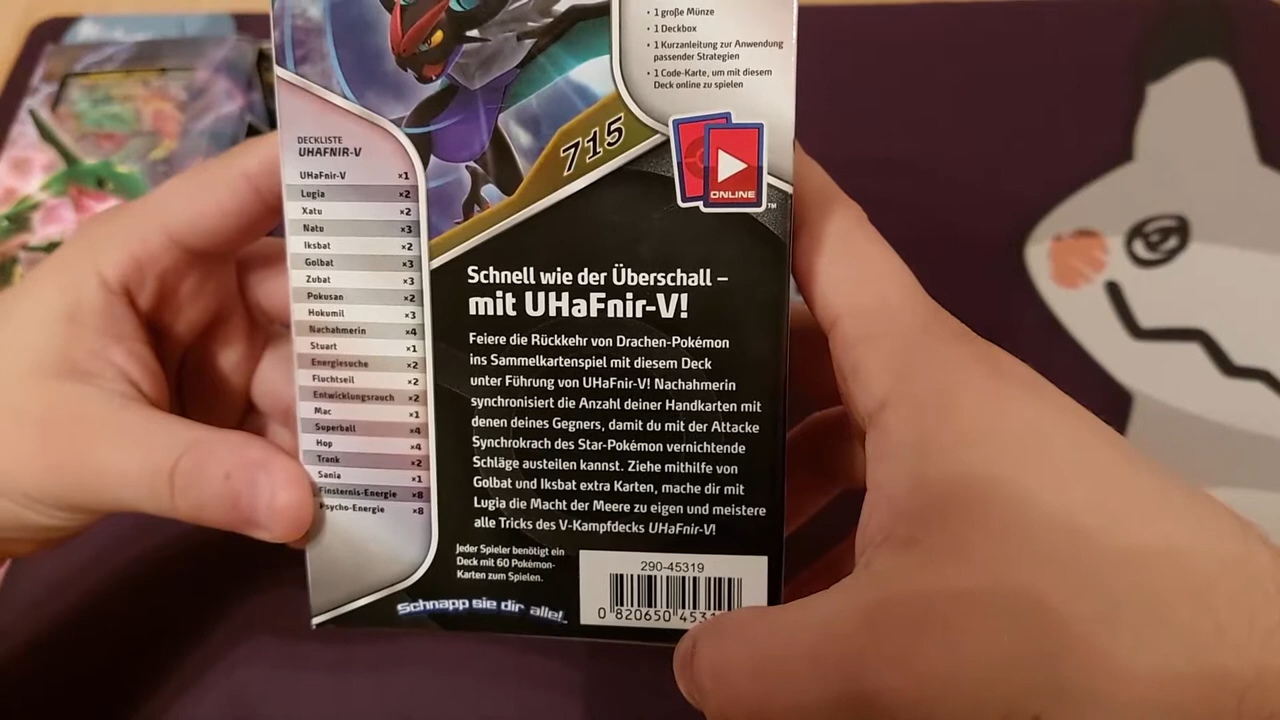 • 1 große Münze
• 1 Deckbox
• 1 Kurzanleitung zur Anwendung
passender Strategien
• 1 Code-Karte, um mit diesem
Deck online zu spielen
715
ONLINE
TM
DECKLISTE
UHAFNIR-V
UHaFnir-V ×1
Lugia ×2
Xatu ×2
Natu ×3
Iksbat ×2
Golbat ×3
Zubat ×3
Pokusan ×2
Hokumil ×3
Nachahmerin ×4
Stuart ×1
Energiesuche ×2
Fluchtseil ×2
Entwicklungsrauch ×2
Mac ×1
Superball ×4
Hop ×4
Trank ×2
Sania ×1
Finsternis-Energie ×8
Psycho-Energie ×8
Schnell wie der Überschall –
mit UHaFnir-V!
Feiere die Rückkehr von Drachen-Pokémon
ins Sammelkartenspiel mit diesem Deck
unter Führung von UHaFnir-V! Nachahmerin
synchronisiert die Anzahl deiner Handkarten mit
denen deines Gegners, damit du mit der Attacke
Synchrokrach des Star-Pokémon vernichtende
Schläge austeilen kannst. Ziehe mithilfe von
Golbat und Iksbat extra Karten, mache dir mit
Lugia die Macht der Meere zu eigen und meistere
alle Tricks des V-Kampfdecks UHaFnir-V!
Jeder Spieler benötigt ein
Deck mit 60 Pokémon-
Karten zum Spielen.
Schnapp sie dir alle!
290-45319
0 820650 453